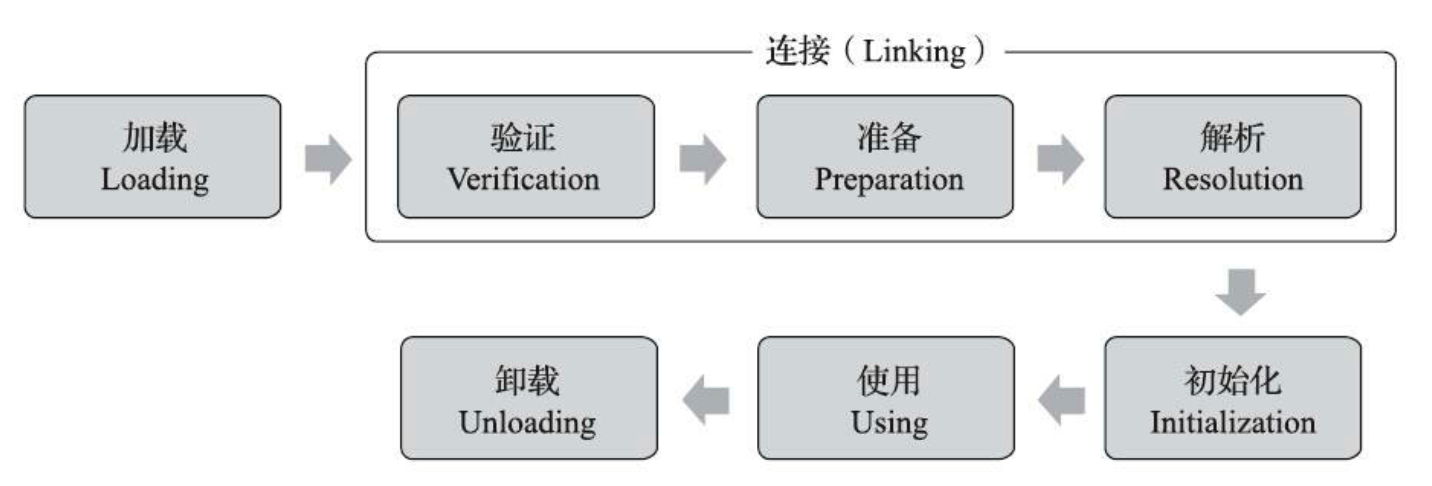 连接（Linking）
加载
Loading
验证
Verification
准备
Preparation
解析
Resolution
初始化
Initialization
使用
Using
卸载
Unloading